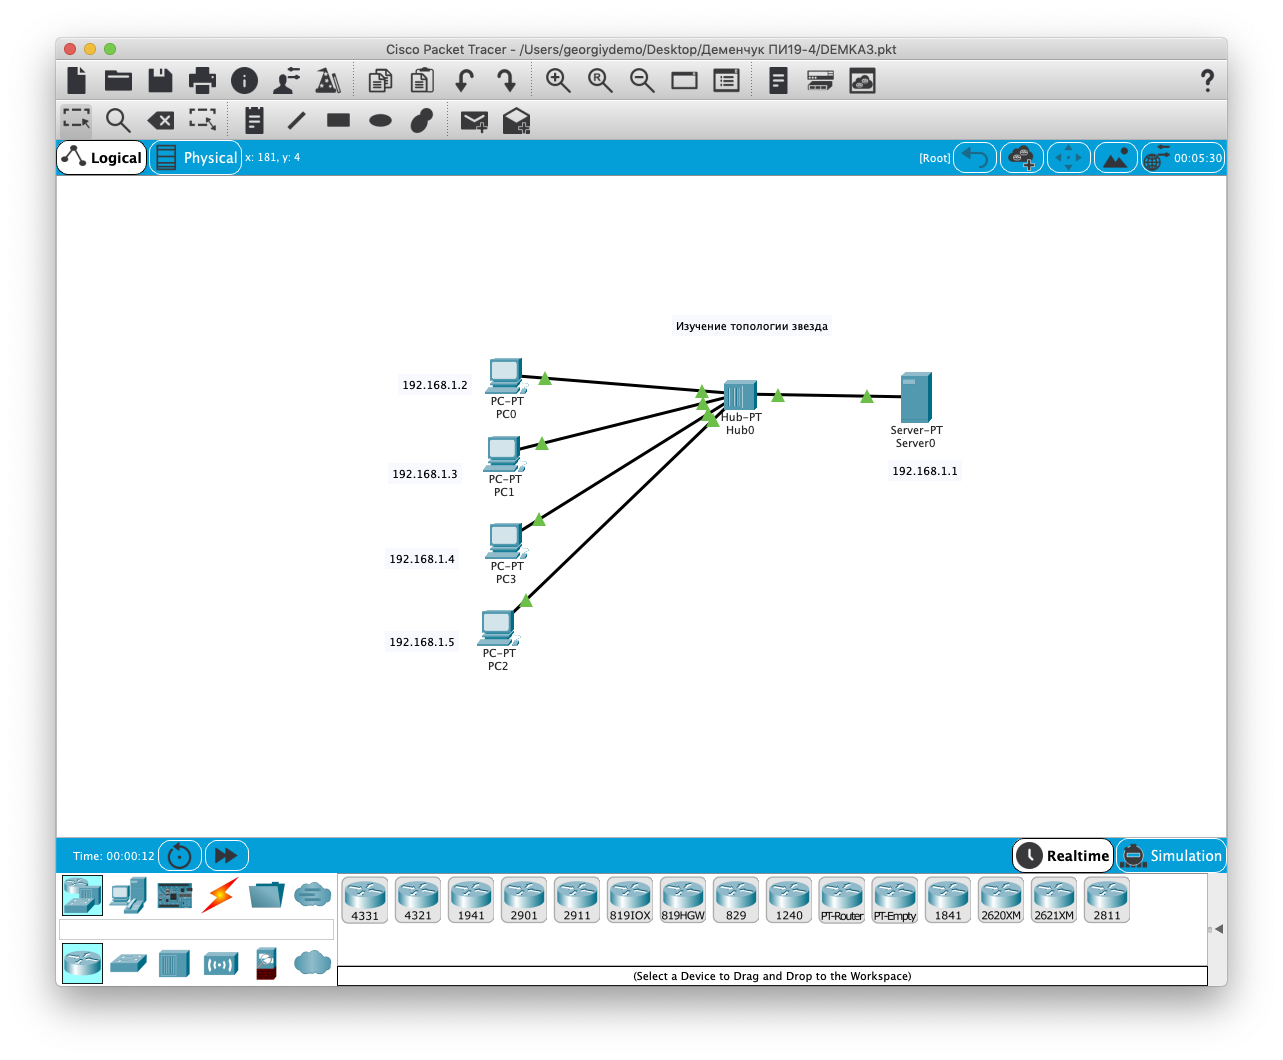 Cisco Packet Tracer - /Users/georgiydemo/Desktop/Деменчук ПИ19-4/DEMKA3.pkt
Logical
Physical
x: 181, y: 4
[Root]
00:05:30
Изучение топологии звезда
192.168.1.2
PC-PT
PC0
Hub-PT
Hub0
Server-PT
Server0
192.168.1.1
192.168.1.3
PC-PT
PC1
192.168.1.4
PC-PT
PC3
192.168.1.5
PC-PT
PC2
Time: 00:00:12
Realtime
Simulation
4331
4321
1941
2901
2911
819IOX
819HGW
829
1240
PT-Router
PT-Empty
1841
2620XM
2621XM
2811
(Select a Device to Drag and Drop to the Workspace)